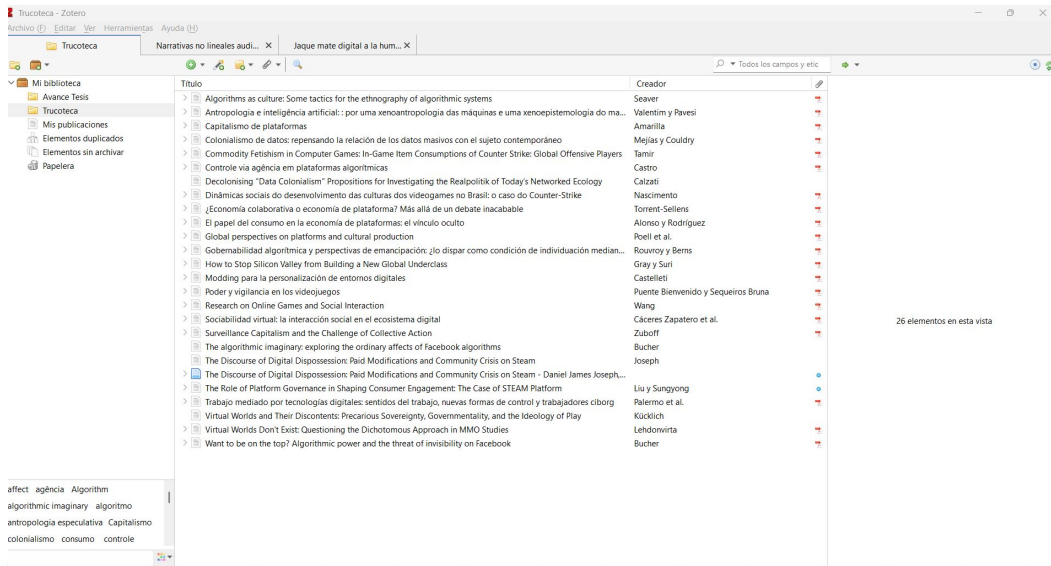 Trucoteca - Zotero
Archivo (F) Editar Ver Herramientas Ayuda (H)
Trucoteca
Narrativas no lineales audi...
Jaque mate digital a la hum...
Todos los campos y etic
Mi biblioteca
Avance Tesis
Trucoteca
Mis publicaciones
Elementos duplicados
Elementos sin archivar
Papelera
Título Creador
Algorithms as culture: Some tactics for the ethnography of algorithmic systems Seaver
Antropologia e inteligência artificial: : por uma xenoantropologia das máquinas e uma xenoepistemologia do ma... Valentim y Pavesi
Capitalismo de plataformas Amarilla
Colonialismo de datos: repensando la relación de los datos masivos con el sujeto contemporáneo Mejías y Couldry
Commodity Fetishism in Computer Games: In-Game Item Consumptions of Counter Strike: Global Offensive Players Tamir
Controle via agência em plataformas algorítmicas Castro
Decolonising "Data Colonialism" Propositions for Investigating the Realpolitik of Today's Networked Ecology Calzati
Dinâmicas sociais do desenvolvimento das culturas dos videogames no Brasil: o caso do Counter-Strike Nascimento
¿Economía colaborativa o economía de plataforma? Más allá de un debate inacabable Torrent-Sellens
El papel del consumo en la economía de plataformas: el vínculo oculto Alonso y Rodríguez
Global perspectives on platforms and cultural production Poell et al.
Gobernabilidad algorítmica y perspectivas de emancipación: ¿lo dispar como condición de individuación median... Rouvroy y Berns
How to Stop Silicon Valley from Building a New Global Underclass Gray y Suri
Modding para la personalización de entornos digitales Castelleti
Poder y vigilancia en los videojuegos Puente Bienvenido y Sequeiros Bruna
Research on Online Games and Social Interaction Wang
Sociabilidad virtual: la interacción social en el ecosistema digital Cáceres Zapatero et al.
Surveillance Capitalism and the Challenge of Collective Action Zuboff
The algorithmic imaginary: exploring the ordinary affects of Facebook algorithms Bucher
The Discourse of Digital Dispossession: Paid Modifications and Community Crisis on Steam Joseph
The Discourse of Digital Dispossession: Paid Modifications and Community Crisis on Steam - Daniel James Joseph,...
The Role of Platform Governance in Shaping Consumer Engagement: The Case of STEAM Platform Liu y Sungyong
Trabajo mediado por tecnologías digitales: sentidos del trabajo, nuevas formas de control y trabajadores ciborg Palermo et al.
Virtual Worlds and Their Discontents: Precarious Sovereignty, Governmentality, and the Ideology of Play Kücklich
Virtual Worlds Don't Exist: Questioning the Dichotomous Approach in MMO Studies Lehdonvirta
Want to be on the top? Algorithmic power and the threat of invisibility on Facebook Bucher
26 elementos en esta vista
affect agência Algorithm
algorithmic imaginary algoritmo
antropologia especulativa Capitalismo
colonialismo consumo controle